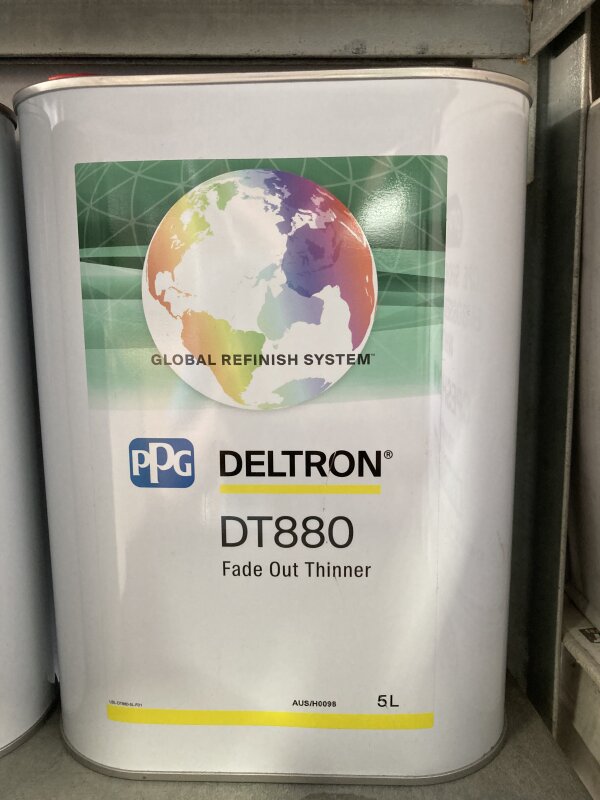 GLOBAL REFINISH SYSTEM™
PPG DELTRON®
DT880
Fade Out Thinner
AUS/H0098 5L